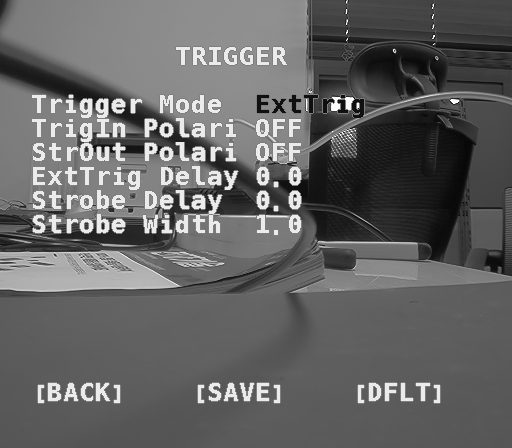 TRIGGER
Trigger Mode ExtTrig
TrigIn Polari OFF
StrOut Polari OFF
ExtTrig Delay 0.0
Strobe Delay 0.0
Strobe Width 1.0
[BACK] [SAVE] [DFLT]